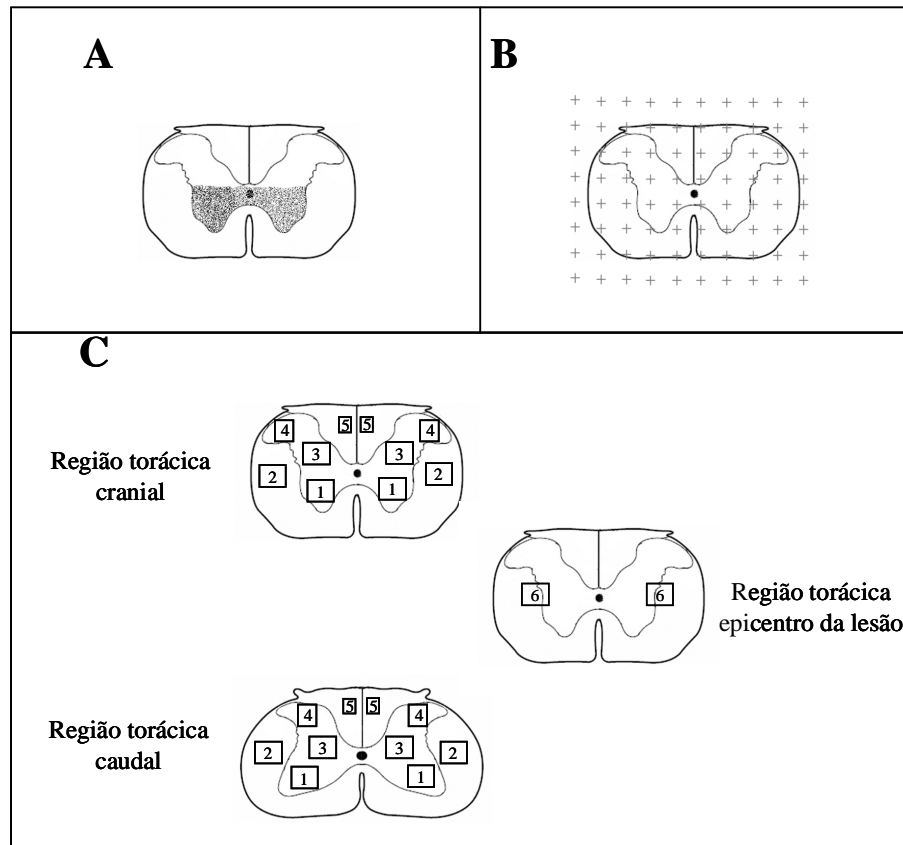 A
B
C
4 5 5 4
Região torácica
cranial
3 3
2 2
1 1
6 6
Região torácica
epicentro da lesão
4 5 5 4
Região torácica
caudal
3 3
2 2
1 1